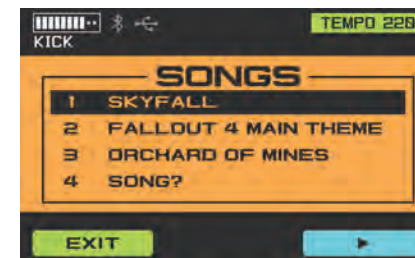 TEMPO 220
KICK
SONGS
1 SKYFALL
2 FALLOUT 4 MAIN THEME
3 ORCHARD OF MINES
4 SONG?
EXIT